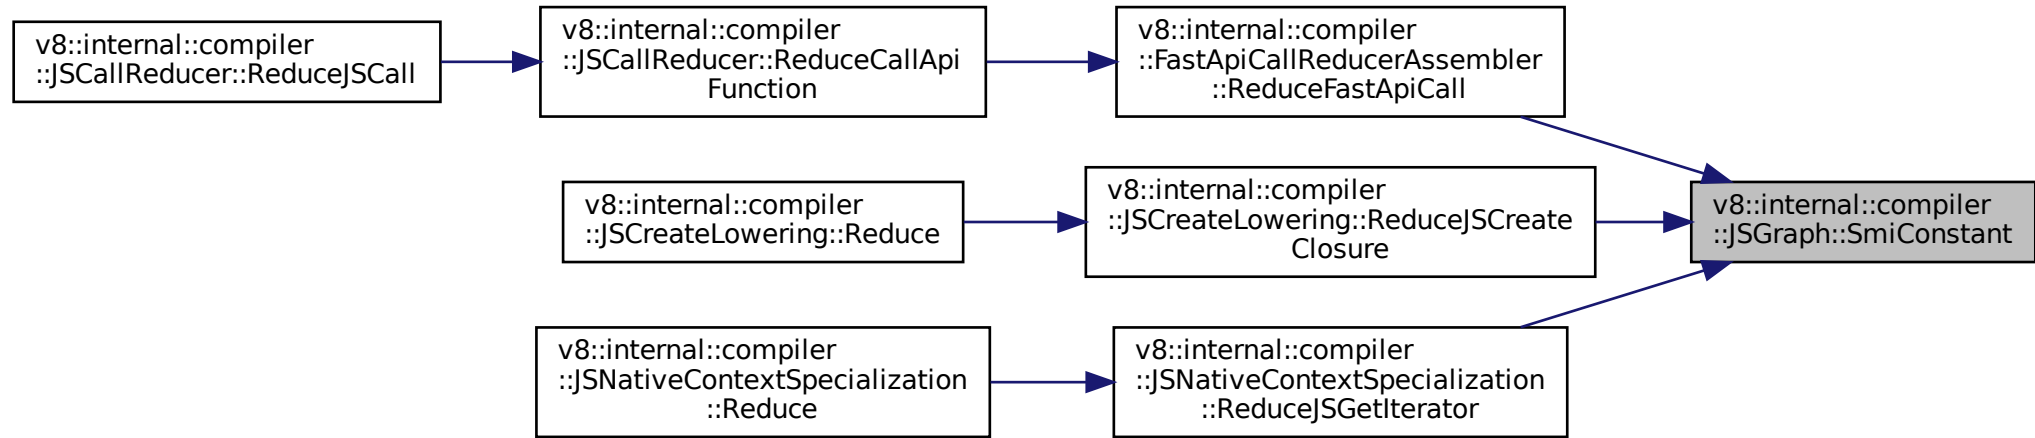 v8::internal::compiler
::JSCallReducer::ReduceJSCall
v8::internal::compiler
::JSCallReducer::ReduceCallApi
Function
v8::internal::compiler
::FastApiCallReducerAssembler
::ReduceFastApiCall
v8::internal::compiler
::JSCreateLowering::Reduce
v8::internal::compiler
::JSCreateLowering::ReduceJSCreate
Closure
v8::internal::compiler
::JSGraph::SmiConstant
v8::internal::compiler
::JSNativeContextSpecialization
::Reduce
v8::internal::compiler
::JSNativeContextSpecialization
::ReduceJSGetIterator